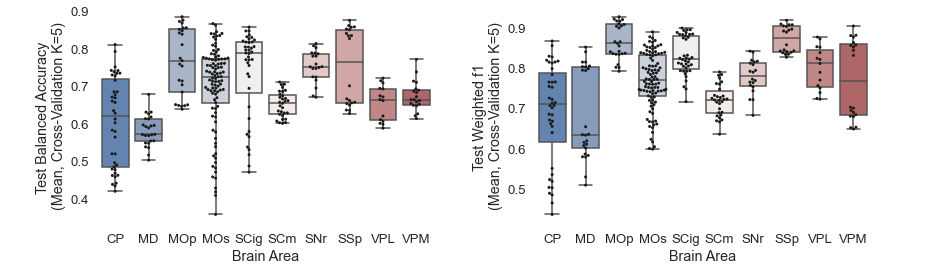 Test Balanced Accuracy
(Mean, Cross-Validation K=5)
0.9
0.8
0.7
0.6
0.5
0.4
CP MD MOp MOs SCig SCm SNr SSp VPL VPM
Brain Area
Test Weighted f1
(Mean, Cross-Validation K=5)
0.9
0.8
0.7
0.6
0.5
CP MD MOp MOs SCig SCm SNr SSp VPL VPM
Brain Area